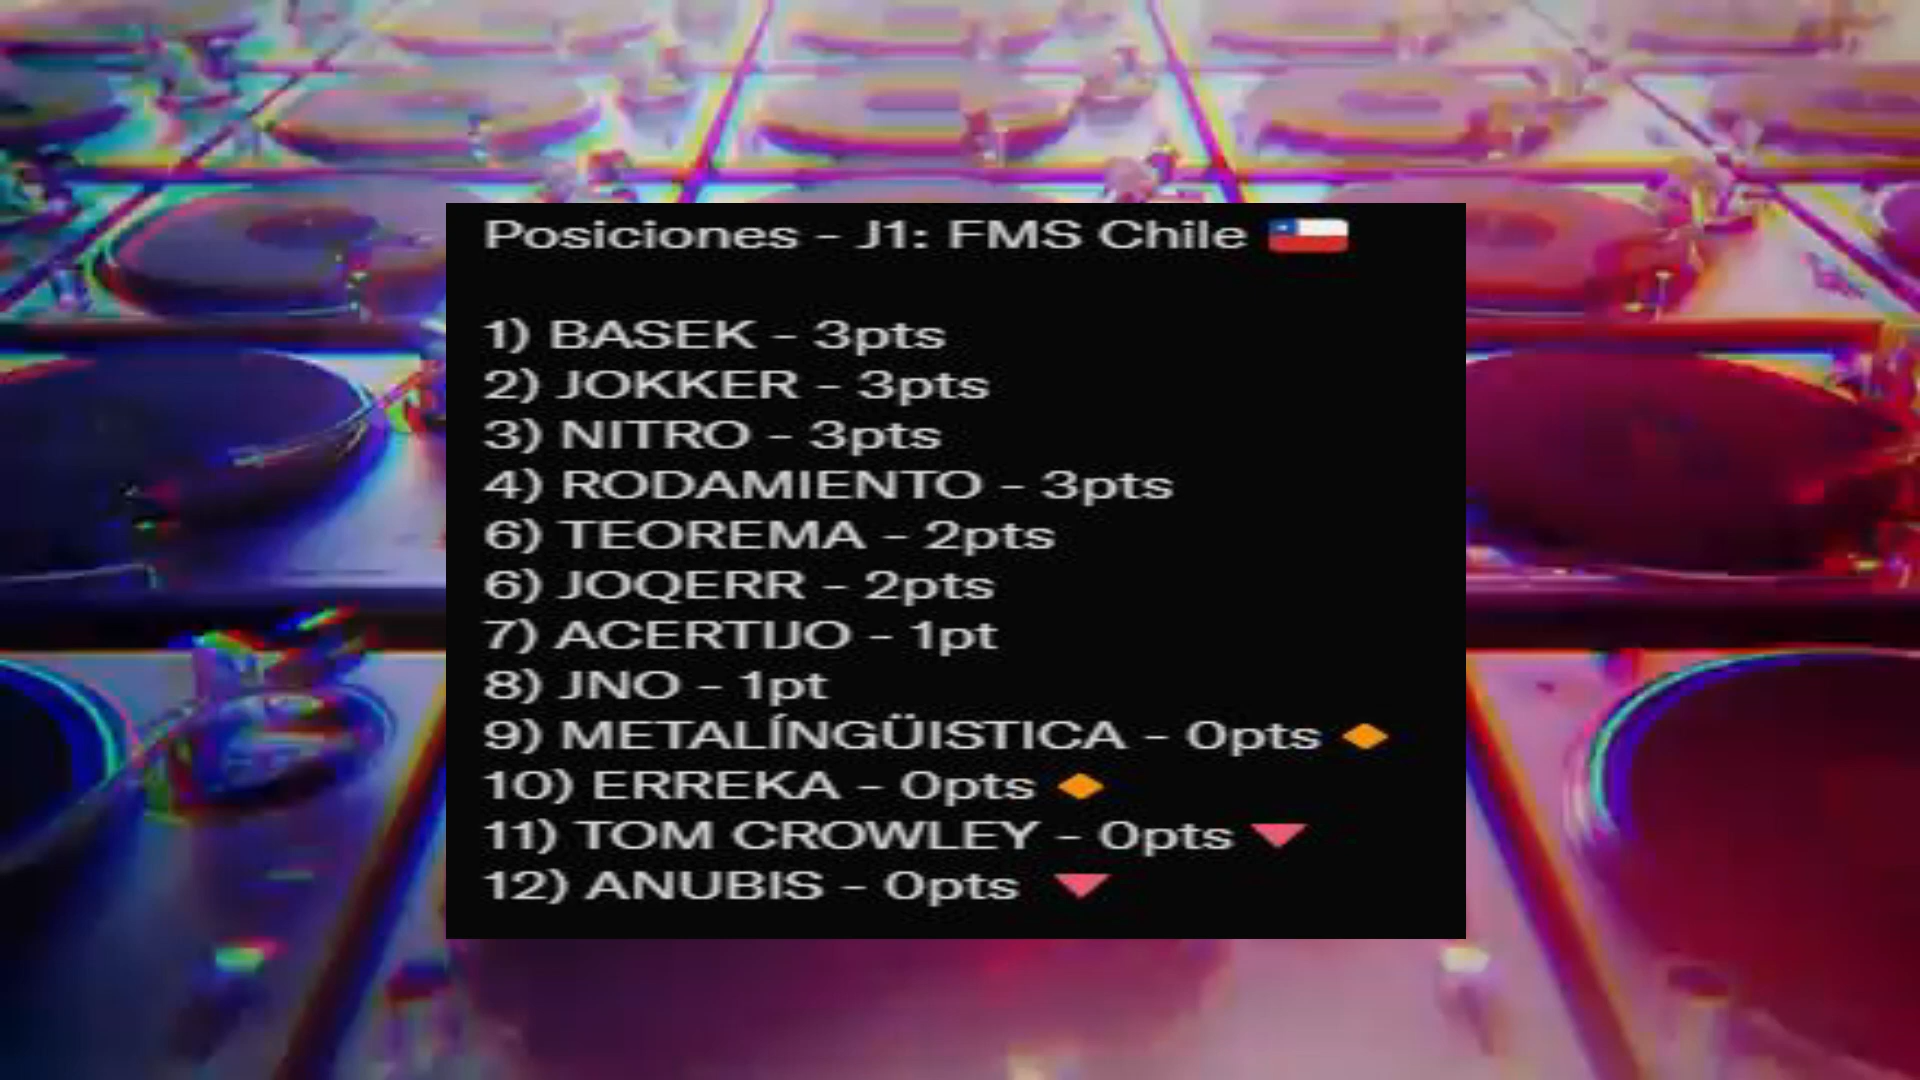 Posiciones - J1: FMS Chile 🇨🇱
1) BASEK - 3pts
2) JOKKER - 3pts
3) NITRO - 3pts
4) RODAMIENTO - 3pts
6) TEOREMA - 2pts
6) JOQERR - 2pts
7) ACERTIJO - 1pt
8) JNO - 1pt
9) METALÍNGÜISTICA - 0pts 🔸
10) ERREKA - 0pts 🔸
11) TOM CROWLEY - 0pts 🔻
12) ANUBIS - 0pts 🔻